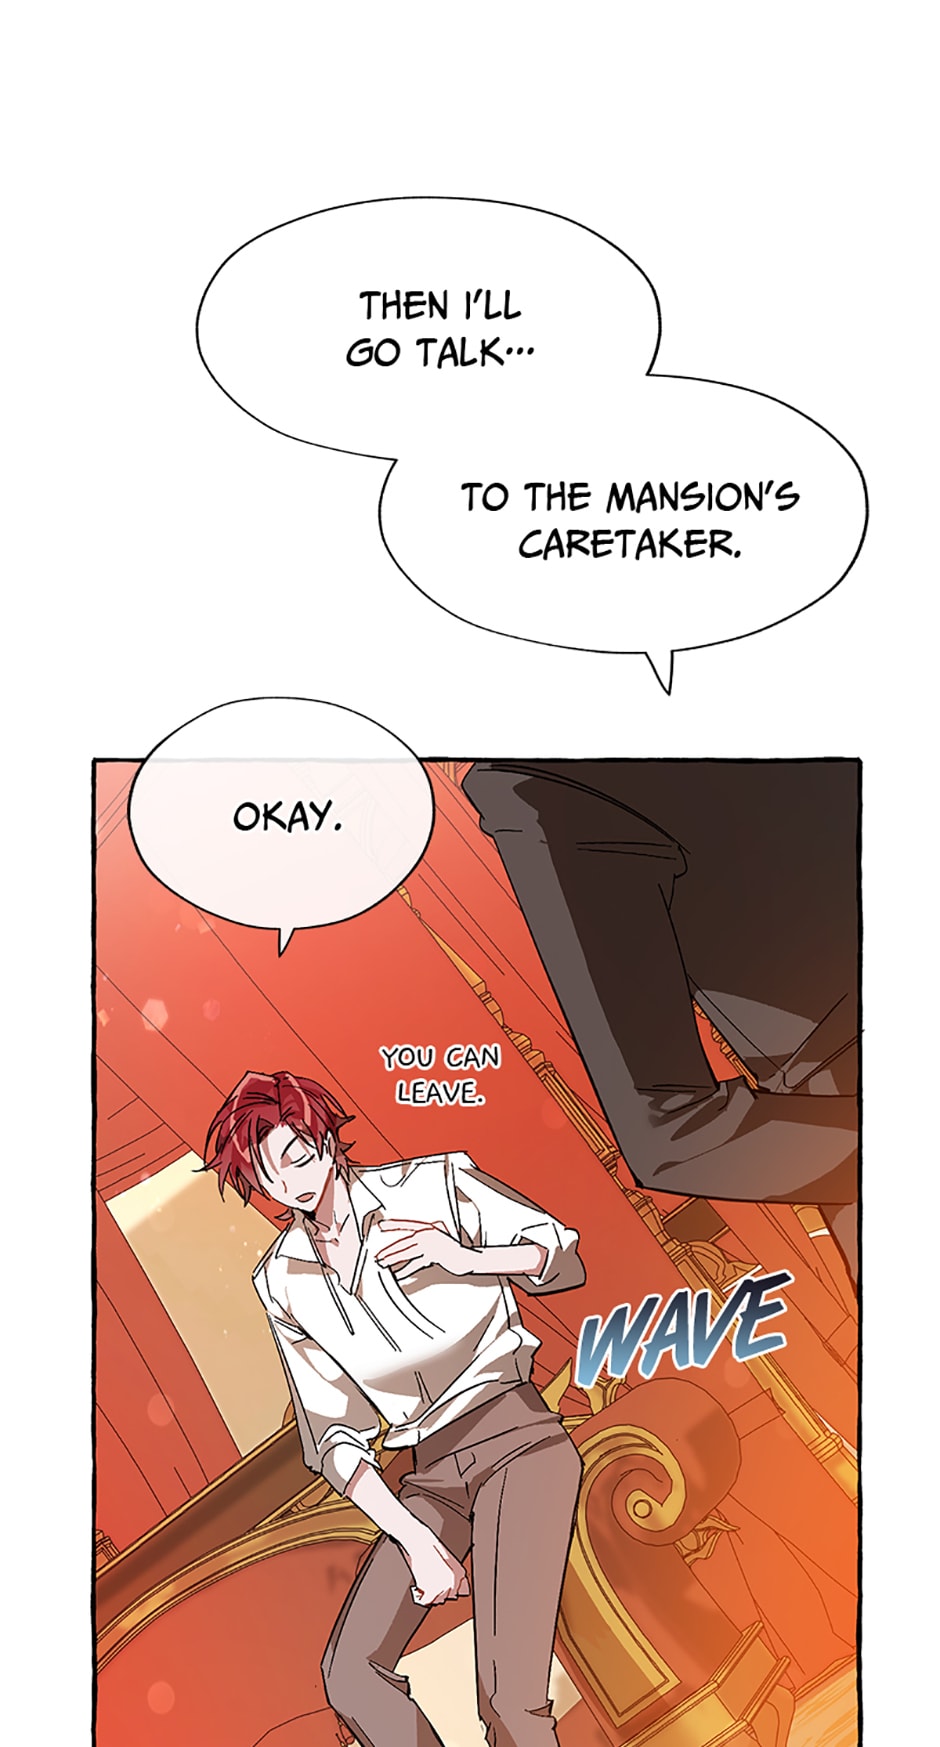 THEN I'LL
GO TALK...
TO THE MANSION'S
CARETAKER.
OKAY.
YOU CAN
LEAVE.
WAVE